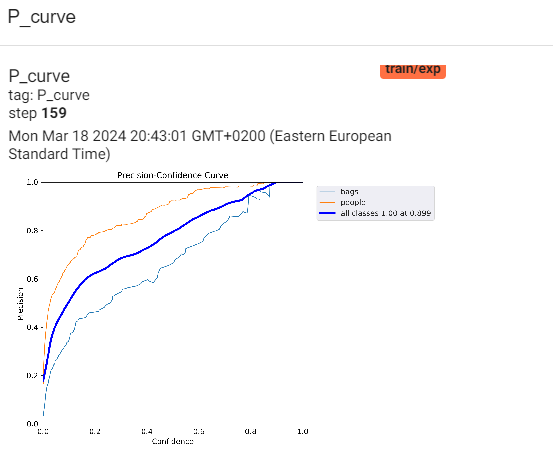 P_curve
P_curve
train/exp
tag: P_curve
step 159
Mon Mar 18 2024 20:43:01 GMT+0200 (Eastern European
Standard Time)
Precision-Confidence Curve
bags
people
all classes 1.00 at 0.899
1.0
0.8
0.6
0.4
0.2
0.0
Precision
0.0 0.2 0.4 0.6 0.8 1.0
Confidence